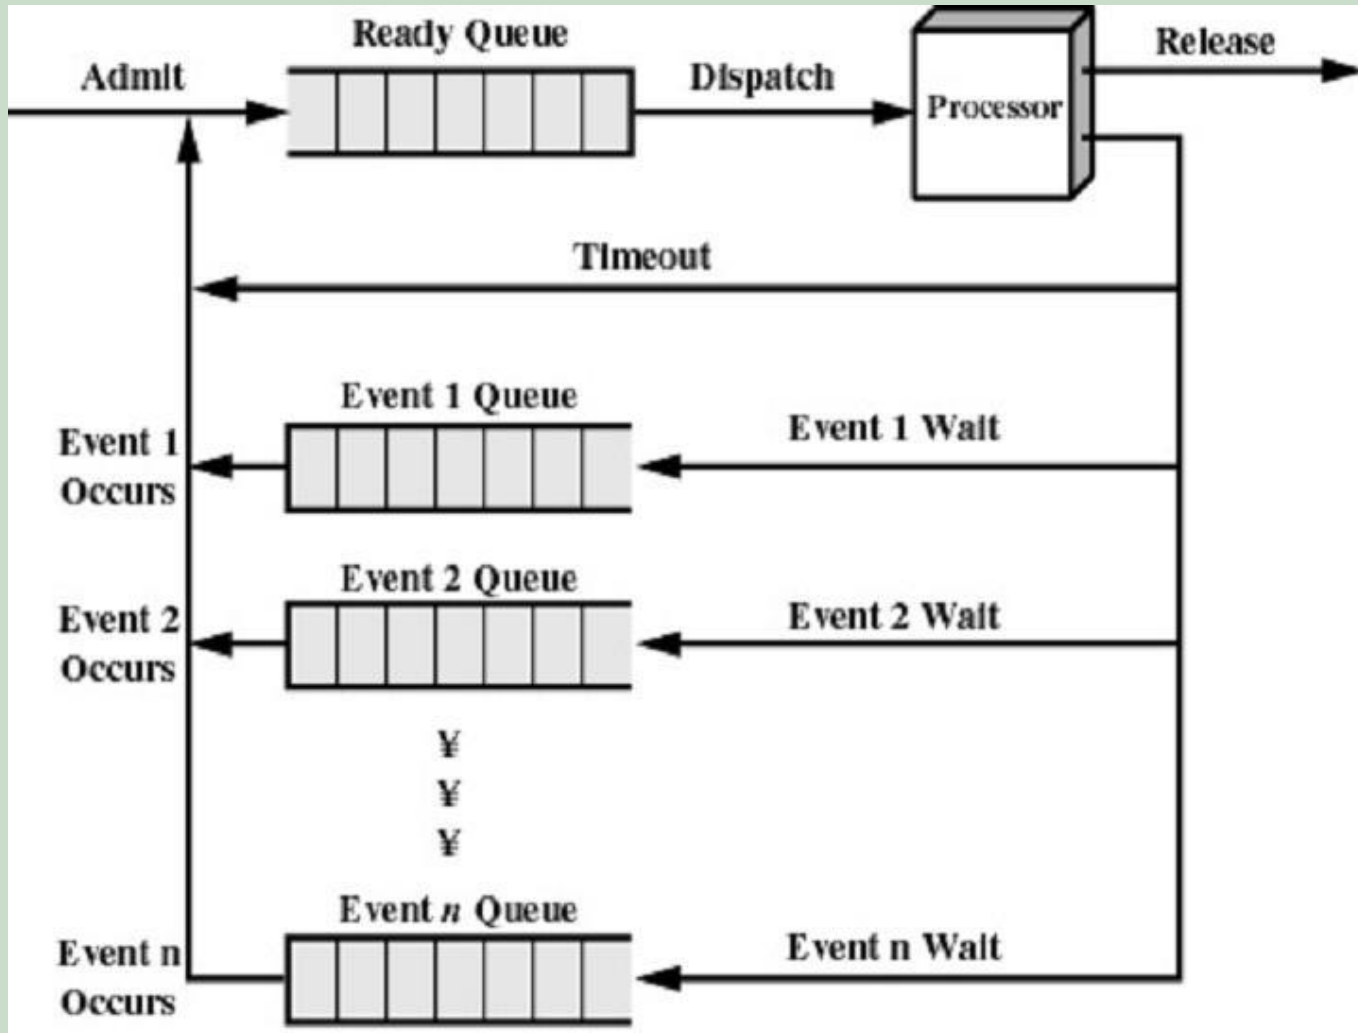 Ready Queue
Admit
Dispatch
Processor
Release
Timeout
Event 1 Queue
Event 1
Occurs
Event 1 Wait
Event 2 Queue
Event 2
Occurs
Event 2 Wait
¥
¥
¥
Event n Queue
Event n
Occurs
Event n Wait